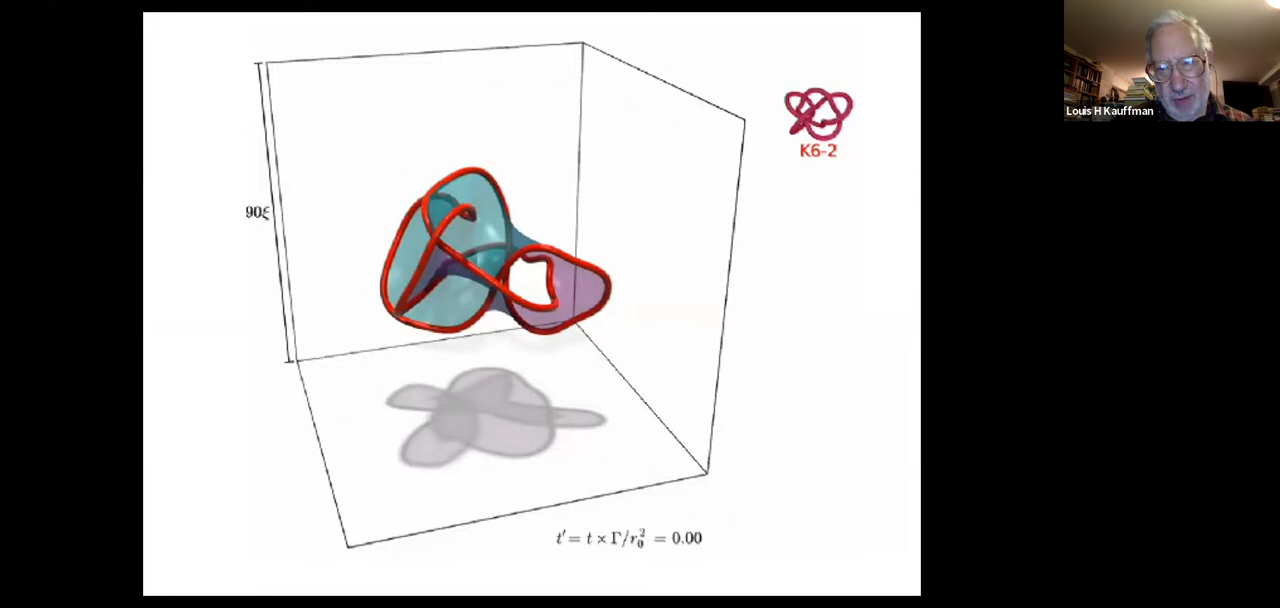 K6-2
90ξ
t′ = t × Γ/r₀² = 0.00
Louis H Kauffman